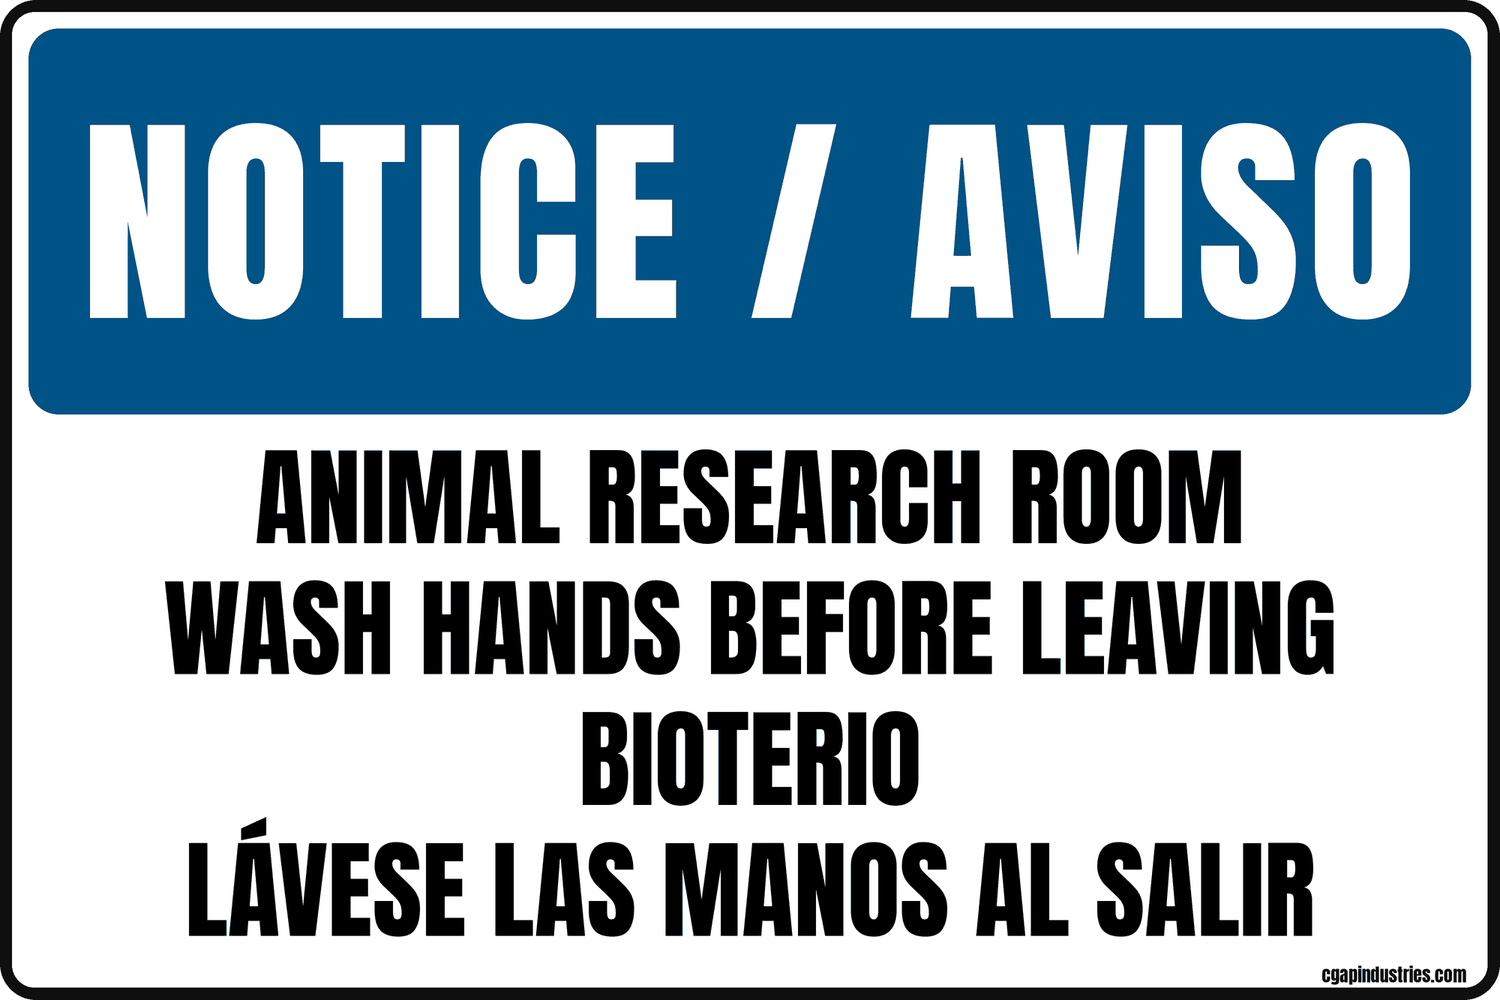 NOTICE / AVISO
ANIMAL RESEARCH ROOM
WASH HANDS BEFORE LEAVING
BIOTERIO
LÁVESE LAS MANOS AL SALIR
cgapindustries.com